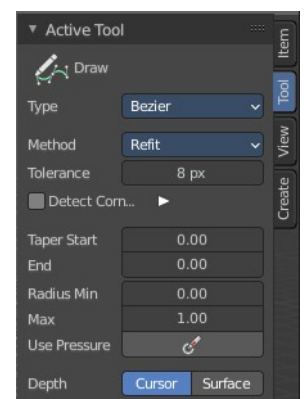 Active Tool
Draw
Type Bezier
Method Refit
Tolerance 8 px
Detect Corn...
Taper Start 0.00
End 0.00
Radius Min 0.00
Max 1.00
Use Pressure
Depth Cursor Surface
Item
Tool
View
Create